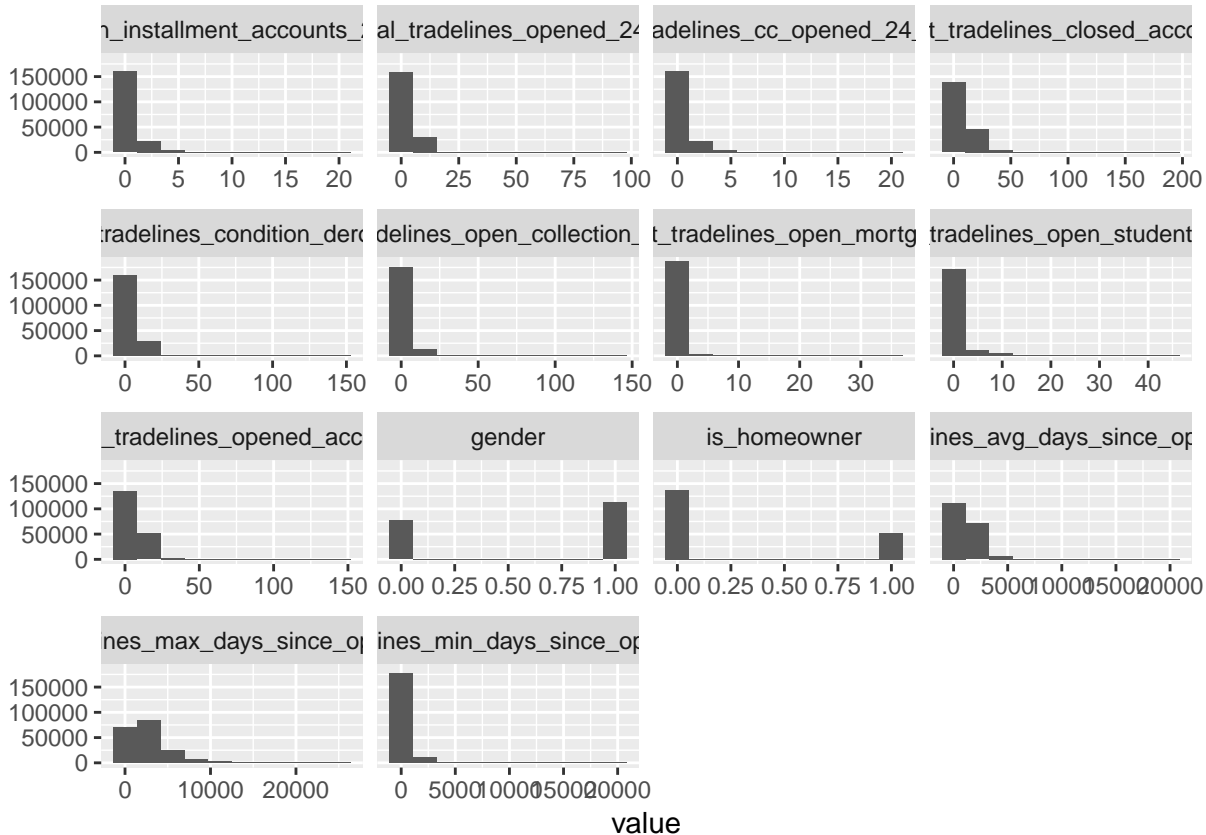 n_installment_accounts_2
al_tradelines_opened_24
adelines_cc_opened_24_
t_tradelines_closed_acco
150000
100000
50000
0
0 5 10 15 20
0 25 50 75 100
0 5 10 15 20
0 50 100 150 200
tradelines_condition_dero
delines_open_collection_
t_tradelines_open_mortg
_tradelines_open_student
150000
100000
50000
0
0 50 100 150
0 50 100 150
0 10 20 30
0 10 20 30 40
_tradelines_opened_acc
gender
is_homeowner
ines_avg_days_since_op
150000
100000
50000
0
0 50 100 150
0.00 0.25 0.50 0.75 1.00
0.00 0.25 0.50 0.75 1.00
0 5000 10000 15000 20000
ines_max_days_since_op
ines_min_days_since_op
150000
100000
50000
0
0 10000 20000
0 5000 10000 15000 20000
value